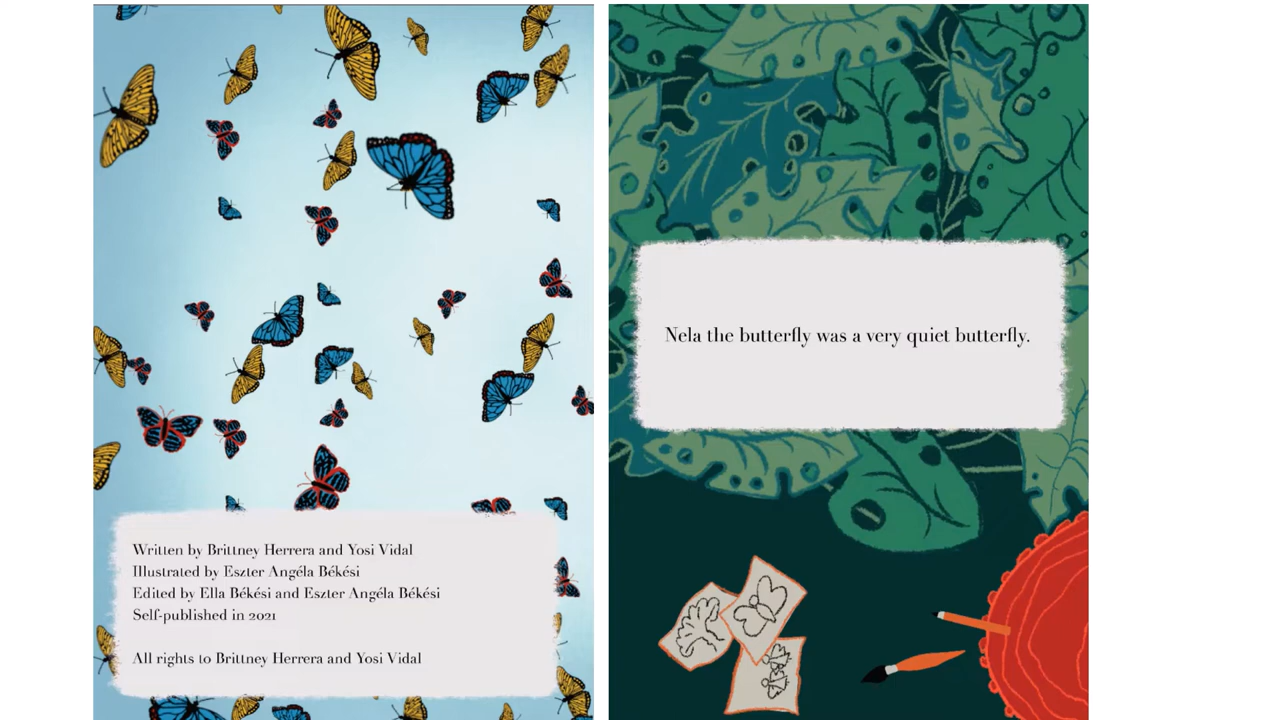 Written by Brittney Herrera and Yosi Vidal
Illustrated by Eszter Angéla Békési
Edited by Ella Békési and Eszter Angéla Békési
Self-published in 2021
All rights to Brittney Herrera and Yosi Vidal
Nela the butterfly was a very quiet butterfly.